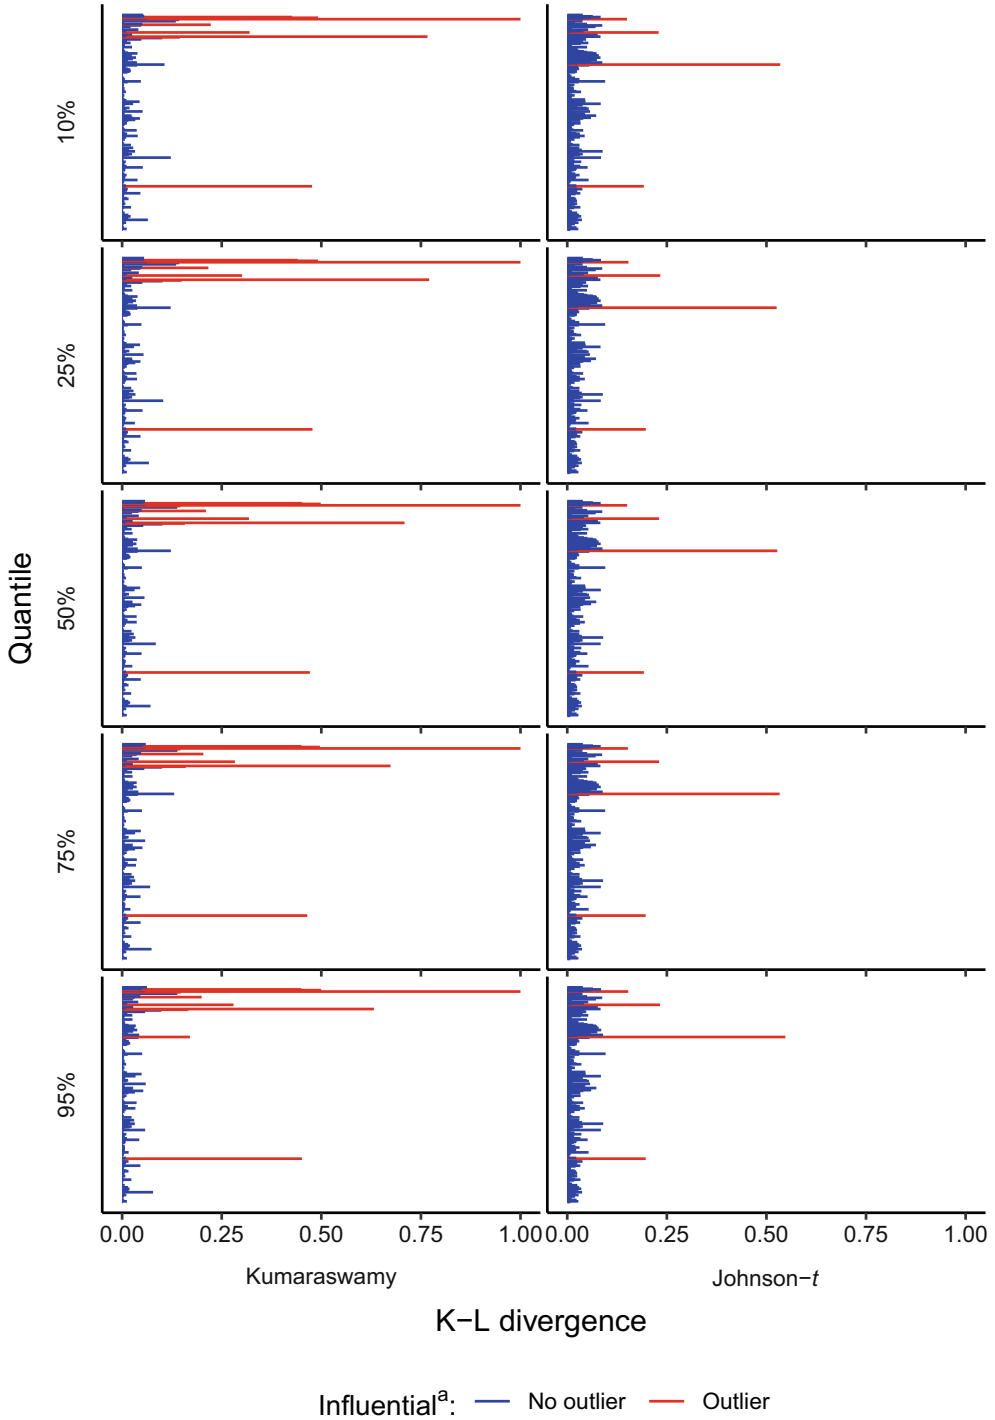 Quantile
10%
25%
50%
75%
95%
0.00 0.25 0.50 0.75 1.00 0.00 0.25 0.50 0.75 1.00
Kumaraswamy Johnson−t
K−L divergence
Influentialᵃ: No outlier Outlier